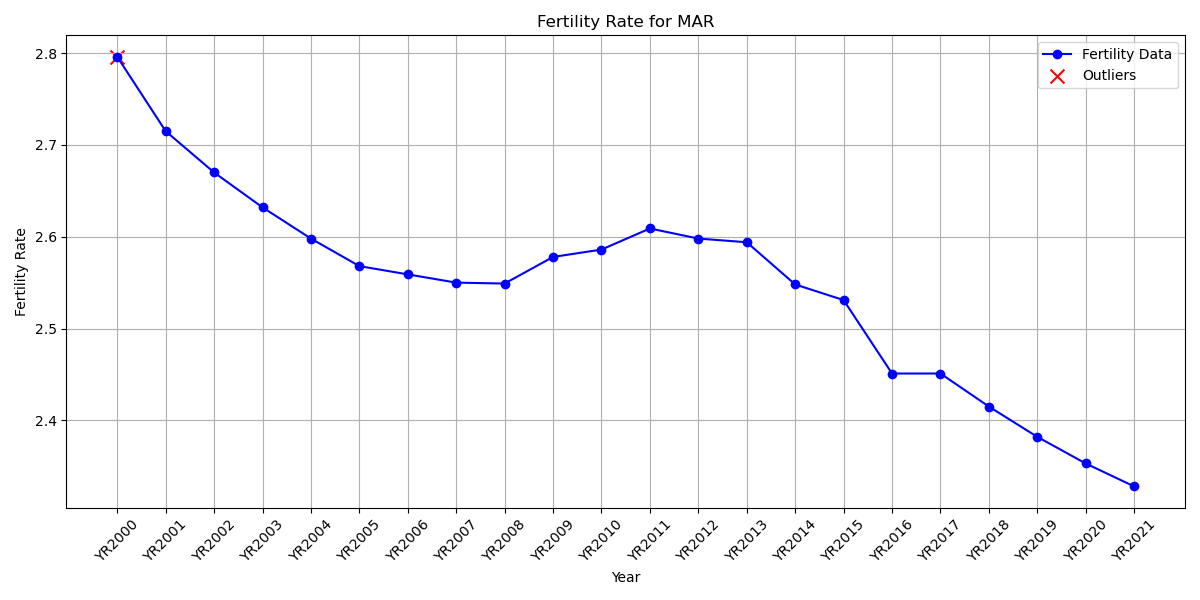 Fertility Rate for MAR
Fertility Data
Outliers
Fertility Rate
2.8
2.7
2.6
2.5
2.4
YR2000
YR2001
YR2002
YR2003
YR2004
YR2005
YR2006
YR2007
YR2008
YR2009
YR2010
YR2011
YR2012
YR2013
YR2014
YR2015
YR2016
YR2017
YR2018
YR2019
YR2020
YR2021
Year